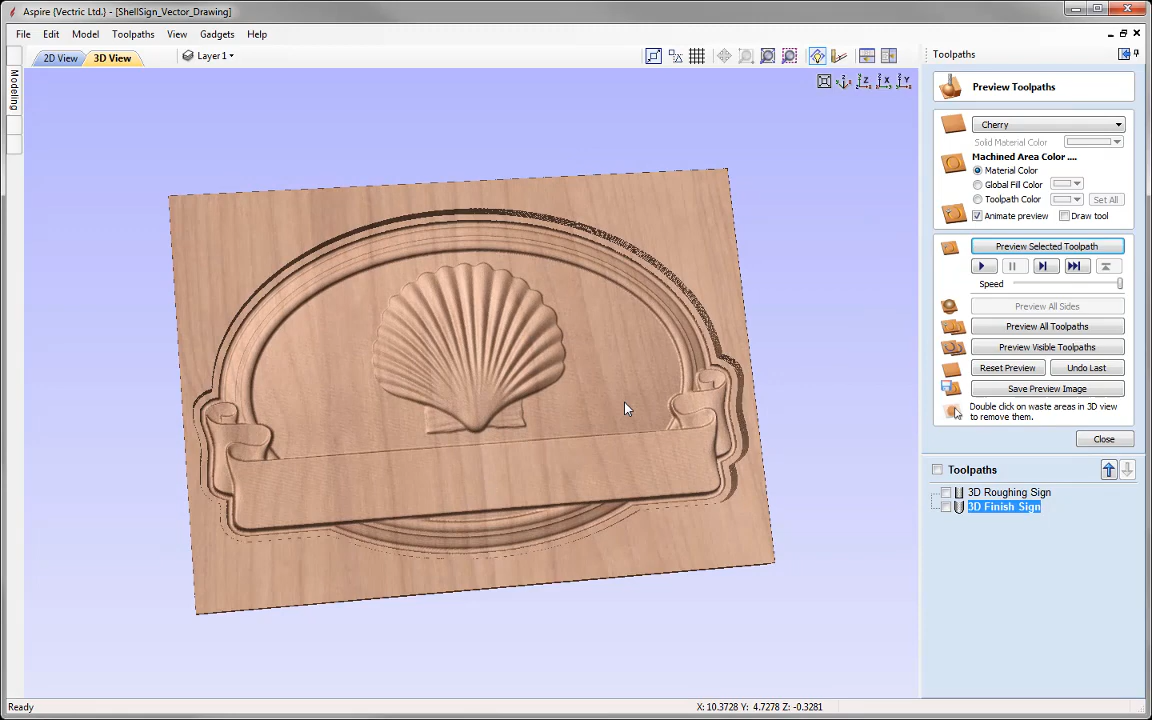 Aspire {Vectric Ltd.} - [ShellSign_Vector_Drawing]
File Edit Model Toolpaths View Gadgets Help
2D View 3D View Layer 1
Modeling
Toolpaths
Preview Toolpaths
Cherry
Solid Material Color
Machined Area Color ....
Material Color
Global Fill Color
Toolpath Color Set All
Animate preview Draw tool
Preview Selected Toolpath
Speed
Preview All Sides
Preview All Toolpaths
Preview Visible Toolpaths
Reset Preview Undo Last
Save Preview Image
Double click on waste areas in 3D view
to remove them.
Close
Toolpaths
3D Roughing Sign
3D Finish Sign
Ready
X: 10.3728 Y: 4.7278 Z: -0.3281